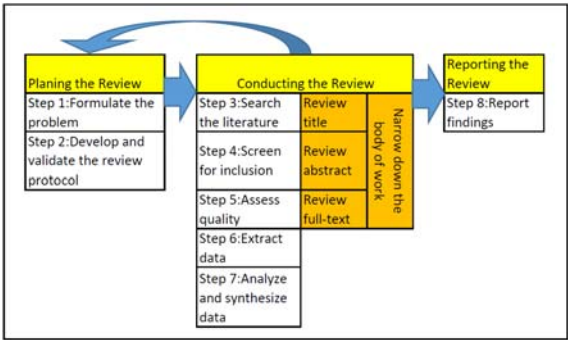 Planing the Review
Step 1:Formulate the
problem
Step 2:Develop and
validate the review
protocol
Conducting the Review
Step 3:Search
the literature
Review
title
Step 4:Screen
for inclusion
Review
abstract
Step 5:Assess
quality
Review
full-text
Narrow down the
body of work
Step 6:Extract
data
Step 7:Analyze
and synthesize
data
Reporting the
Review
Step 8:Report
findings